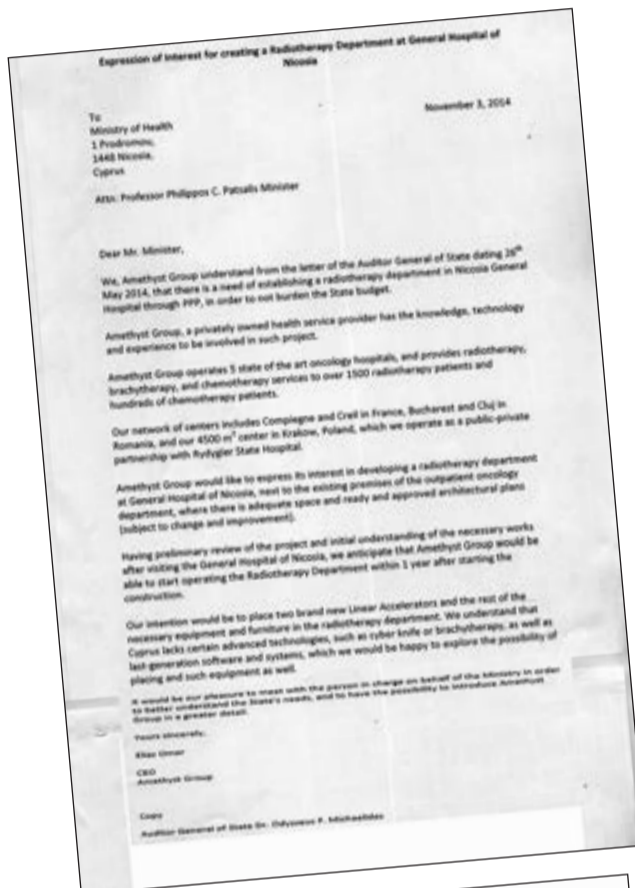 Expression of Interest for creating a Radiotherapy Department at General Hospital of
Nicosia
To
November 3, 2014
Ministry of Health
1 Prodromou,
1448 Nicosia,
Cyprus
Attn: Professor Philippos C. Patsalis Minister
Dear Mr. Minister,
We, Amethyst Group understand from the letter of the Auditor General of State dating 26th
May 2014, that there is a need of establishing a radiotherapy department in Nicosia General
Hospital through PPP, in order to not burden the State budget.
Amethyst Group, a privately owned health service provider has the knowledge, technology
and experience to be involved in such project.
Amethyst Group operates 5 state of the art oncology hospitals, and provides radiotherapy,
brachytherapy, and chemotherapy services to over 1500 radiontherapy patients and
hundreds of chemotherapy patients.
Our network of centers includes Compiegne and Creil in France, Bucharest and Cluj in
Romania, and our 4500 m² center in Krakow, Poland, which we operate as a public-private
partnership with Rydygier State Hospital.
Amethyst Group would like to express its interest in developing a radiotherapy department
at General Hospital of Nicosia, next to the existing premises of the outpatient oncology
department, where there is adequate space and ready and approved architectural plans
(subject to change and improvement).
Having preliminary review of the project and initial understanding of the necessary works
after visiting the General Hospital of Nicosia, we anticipate that Amethyst Group would be
able to start operating the Radiotherapy Department within 1 year after starting the
construction.
Our intention would be to place two brand new Linear Accelerators and the rest of the
necessary equipment and furniture in the radiotherapy department. We understand that
Cyprus lacks certain advanced technologies, such as cyber knife or brachytherapy, as well as
last generation software and systems, which we would be happy to explore the possibility of
placing and such equipment as well.
It would be our pleasure to meet with the person in charge on behalf of the Ministry in order
to better understand the State's needs, and to have the possibility to introduce Amethyst
Group in a greater detail.
Yours sincerely,
CEO
Amethyst Group
Copy
Auditor General of State Dr. Odysseas F. Michaelides